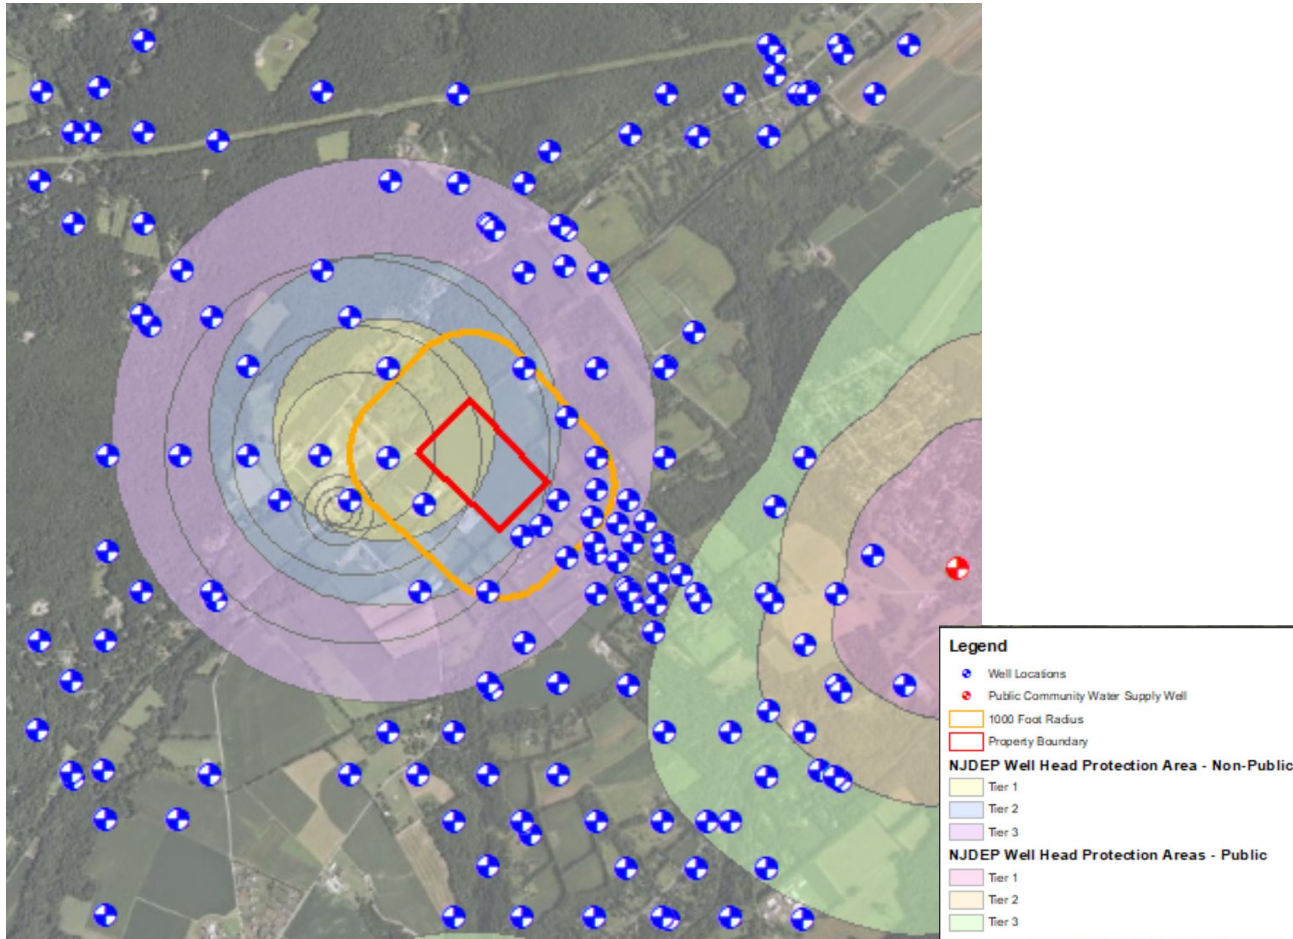 Legend
Well Locations
Public Community Water Supply Well
1000 Foot Radius
Property Boundary
NJDEP Well Head Protection Area - Non-Public
Tier 1
Tier 2
Tier 3
NJDEP Well Head Protection Areas - Public
Tier 1
Tier 2
Tier 3